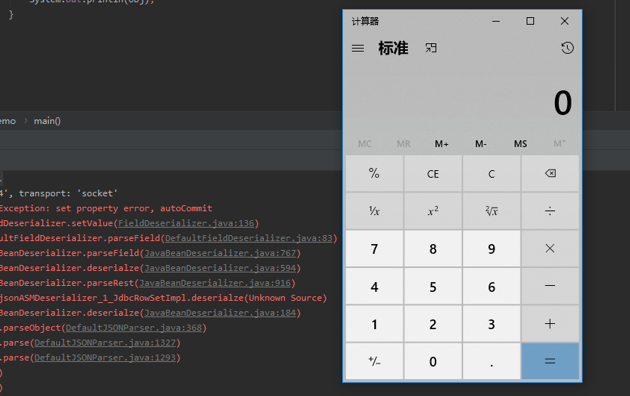 System.out.println(obj);
}
emo > main()
4', transport: 'socket'
Exception: set property error, autoCommit
dDeserializer.setValue(FieldDeserializer.java:136)
ultFieldDeserializer.parseField(DefaultFieldDeserializer.java:83)
BeanDeserializer.parseField(JavaBeanDeserializer.java:767)
BeanDeserializer.deserialze(JavaBeanDeserializer.java:594)
BeanDeserializer.parseRest(JavaBeanDeserializer.java:916)
jsonASMDeserializer_1_JdbcRowSetImpl.deserialze(Unknown Source)
BeanDeserializer.deserialze(JavaBeanDeserializer.java:184)
.parseObject(DefaultJSONParser.java:368)
.parse(DefaultJSONParser.java:1327)
.parse(DefaultJSONParser.java:1293)
)
)
计算器
标准
0
MC MR M+ M- MS M˅
% CE C
¹/x x² ²√x ÷
7 8 9 ×
4 5 6 −
1 2 3 +
+/− 0 . =